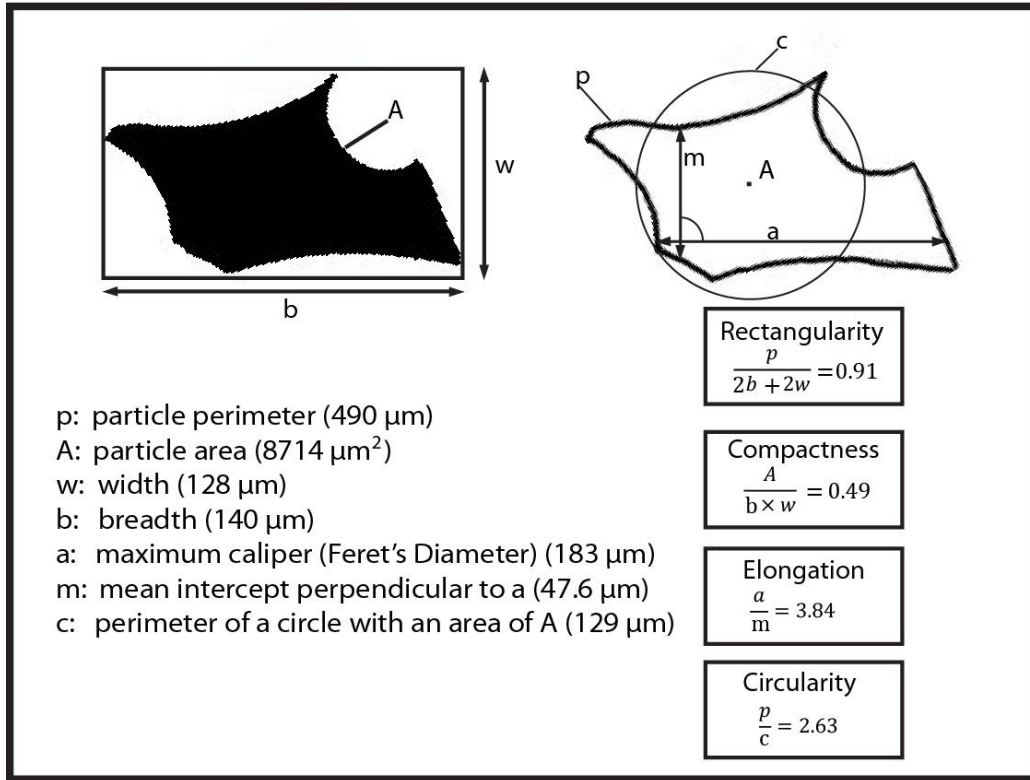 A
w
b
c
p
m
A
a
Rectangularity
p
2b + 2w =0.91
Compactness
A
b × w = 0.49
Elongation
a
m = 3.84
Circularity
p
c = 2.63
p: particle perimeter (490 µm)
A: particle area (8714 µm²)
w: width (128 µm)
b: breadth (140 µm)
a: maximum caliper (Feret's Diameter) (183 µm)
m: mean intercept perpendicular to a (47.6 µm)
c: perimeter of a circle with an area of A (129 µm)